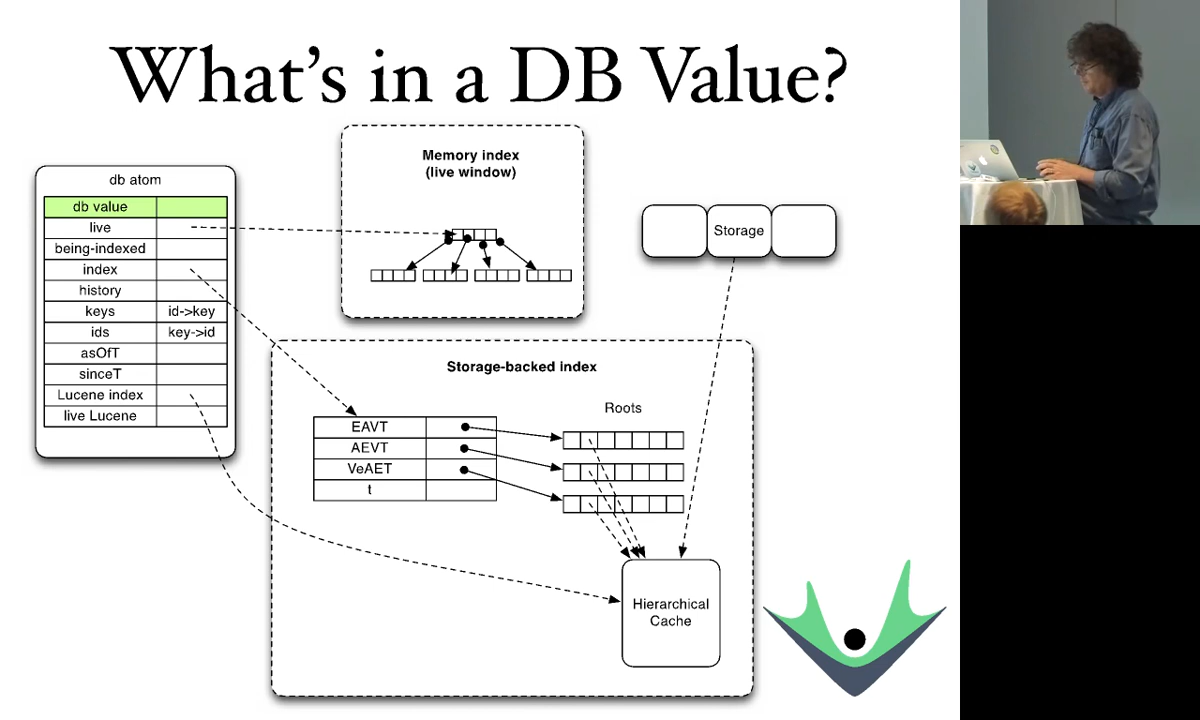 What's in a DB Value?
db atom
db value
live
being-indexed
index
history
keys id->key
ids key->id
asOfT
sinceT
Lucene index
live Lucene
Memory index
(live window)
Storage
Storage-backed index
EAVT
AEVT
VeAET
t
Roots
Hierarchical
Cache